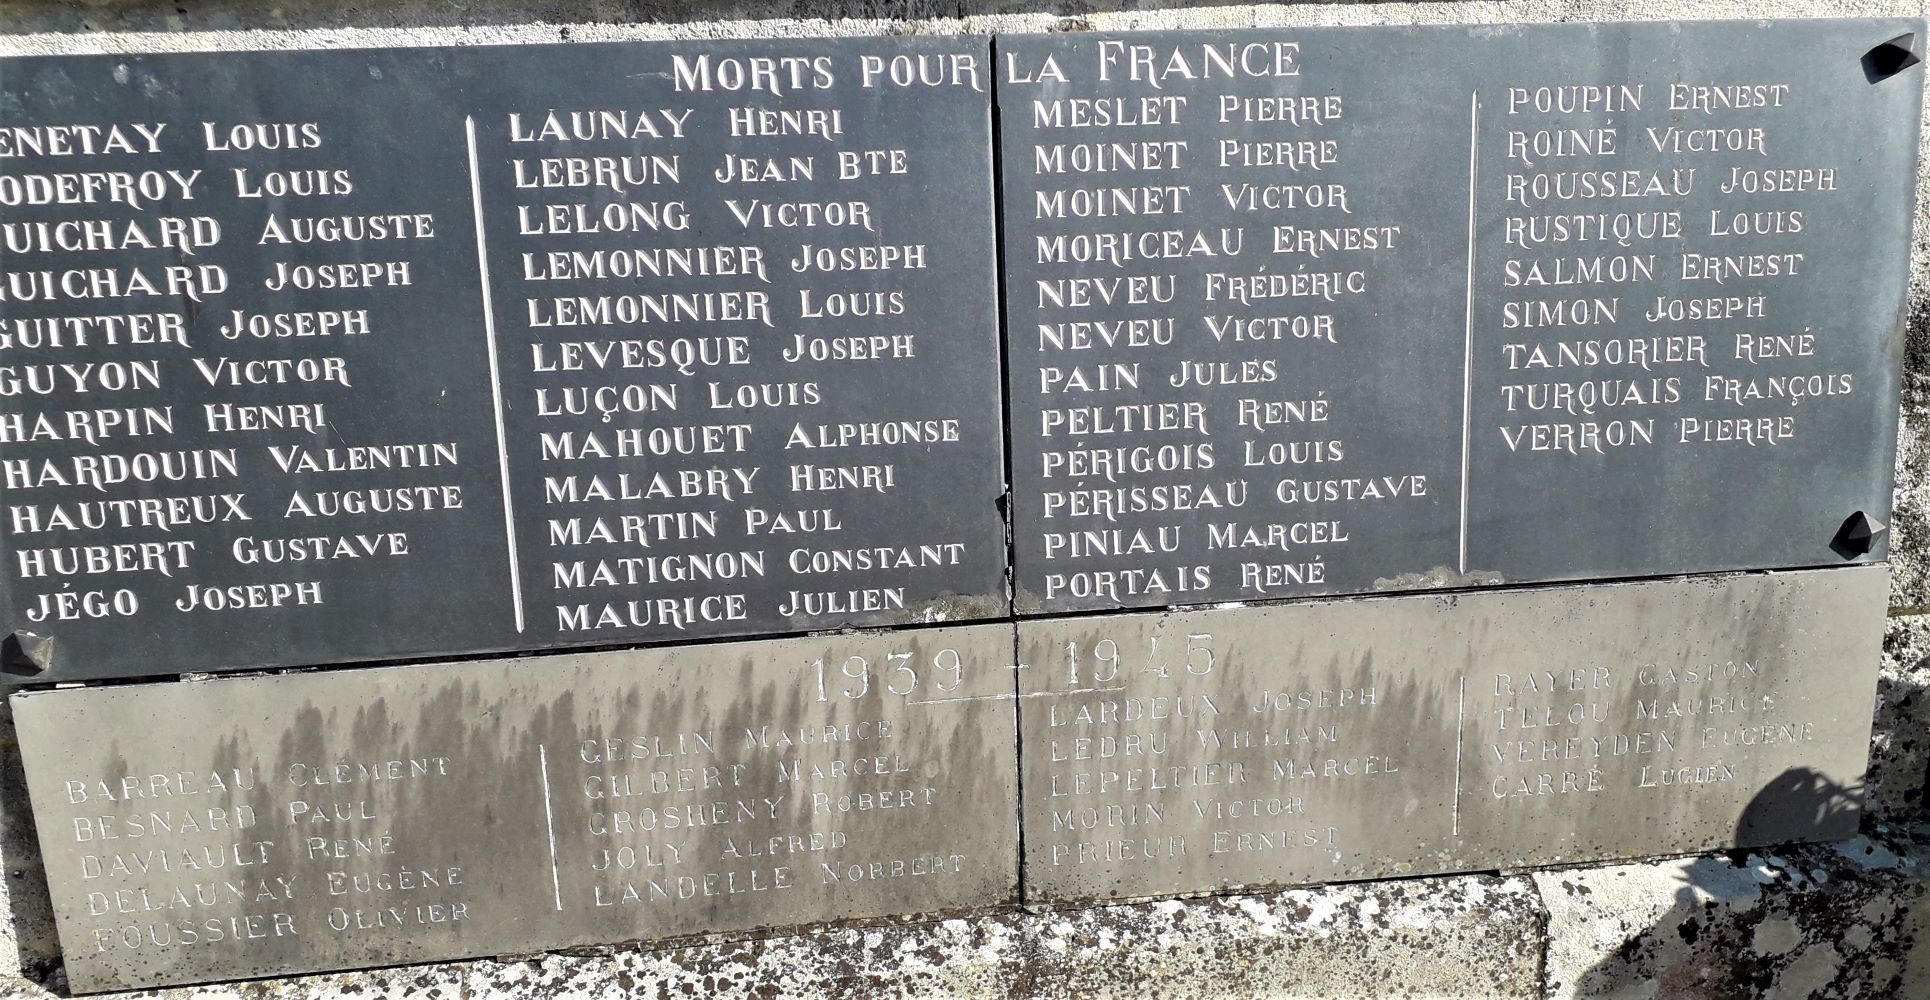 MORTS POUR LA FRANCE
ENETAY LOUIS
ODEFROY LOUIS
UICHARD AUGUSTE
GUICHARD JOSEPH
GUITTER JOSEPH
GUYON VICTOR
HARPIN HENRI
HARDOUIN VALENTIN
HAUTREUX AUGUSTE
HUBERT GUSTAVE
JÉGO JOSEPH
LAUNAY HENRI
LEBRUN JEAN BTE
LELONG VICTOR
LEMONNIER JOSEPH
LEMONNIER LOUIS
LEVESQUE JOSEPH
LUÇON LOUIS
MAHOUET ALPHONSE
MALABRY HENRI
MARTIN PAUL
MATIGNON CONSTANT
MAURICE JULIEN
MESLET PIERRE
MOINET PIERRE
MOINET VICTOR
MORICEAU ERNEST
NEVEU FRÉDÉRIC
NEVEU VICTOR
PAIN JULES
PELTIER RENÉ
PÉRIGOIS LOUIS
PÉRISSEAU GUSTAVE
PINIAU MARCEL
PORTAIS RENÉ
POUPIN ERNEST
ROINÉ VICTOR
ROUSSEAU JOSEPH
RUSTIQUE LOUIS
SALMON ERNEST
SIMON JOSEPH
TANSORIER RENÉ
TURQUAIS FRANÇOIS
VERRON PIERRE
1939 - 1945
BARREAU CLÉMENT
BESNARD PAUL
DAVIAULT RENÉ
DELAUNAY EUGÈNE
FOUSSIER OLIVIER
GESLIN MAURICE
GILBERT MARCEL
GROSHENY ROBERT
JOLY ALFRED
LANDELLE NORBERT
LARDEUX JOSEPH
LEDRU WILLIAM
LEPELTIER MARCEL
MORIN VICTOR
PRIEUR ERNEST
RAYER GASTON
TELOU MAURICE
VEREYDEN EUGÈNE
CARRÉ LUCIEN